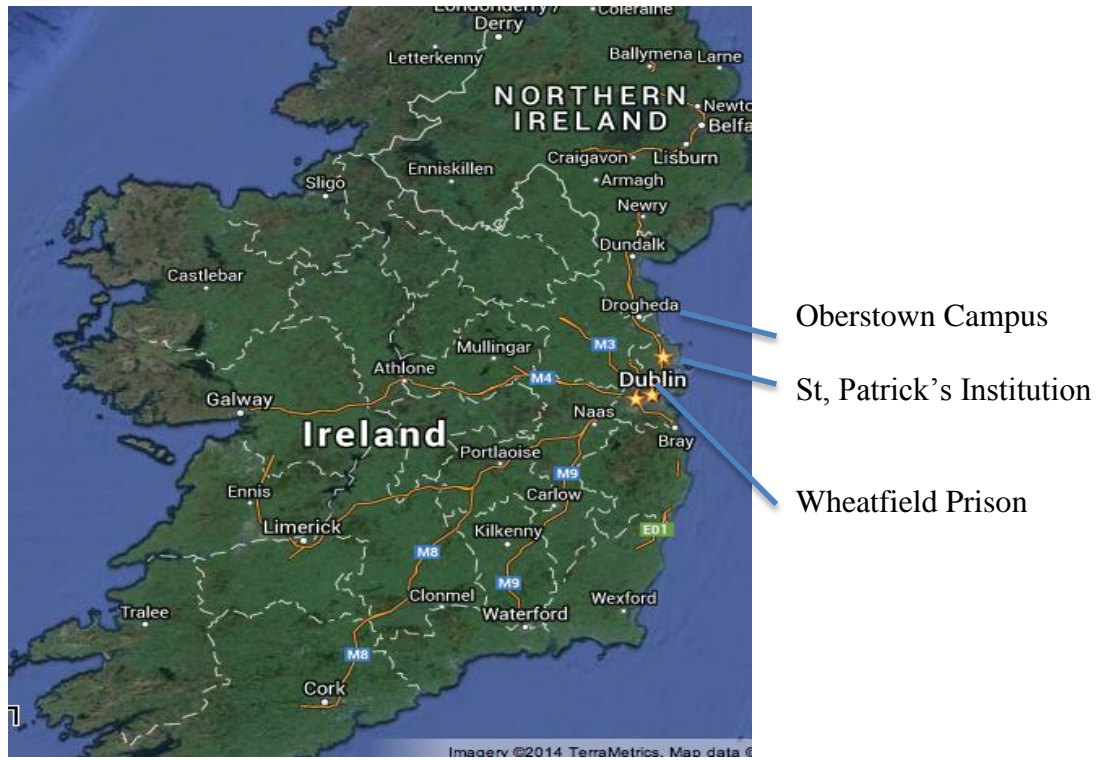 Londonderry /
Derry
Coleraine
Letterkenny
Ballymena
Larne
NORTHERN
IRELAND
Newto
Belfa
Craigavon
Lisburn
Enniskillen
Armagh
Sligo
Newry
Dundalk
Castlebar
Drogheda
Oberstown Campus
M3
Mullingar
Athlone
M4
Dublin
St, Patrick’s Institution
Galway
Naas
Ireland
Bray
Portlaoise
M9
Ennis
Carlow
Wheatfield Prison
Limerick
Kilkenny
E01
M8
M9
Clonmel
Wexford
Tralee
Waterford
M8
Cork
Imagery ©2014 TerraMetrics, Map data ©